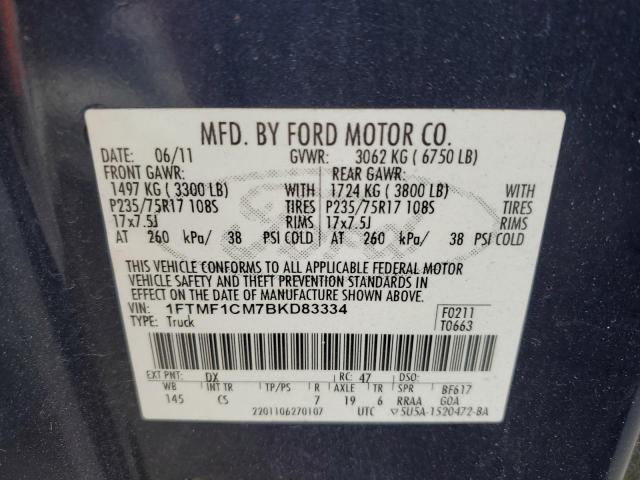 MFD. BY FORD MOTOR CO.
DATE: 06/11 GVWR: 3062 KG ( 6750 LB)
FRONT GAWR: REAR GAWR:
1497 KG ( 3300 LB) WITH 1724 KG ( 3800 LB) WITH
P235/75R17 108S TIRES P235/75R17 108S TIRES
17x7.5J RIMS 17x7.5J RIMS
AT 260 kPa/ 38 PSI COLD AT 260 kPa/ 38 PSI COLD
THIS VEHICLE CONFORMS TO ALL APPLICABLE FEDERAL MOTOR
VEHICLE SAFETY AND THEFT PREVENTION STANDARDS IN
EFFECT ON THE DATE OF MANUFACTURE SHOWN ABOVE.
VIN: 1FTMF1CM7BKD83334 F0211
TYPE: Truck T0663
EXT PNT: DX RC: 47 DSO:
WB INT TR TP/PS R AXLE TR SPR BF617
145 CS 7 19 6 RRAA GOA
2201106270107 UTC ▽5U5A-1520472-BA